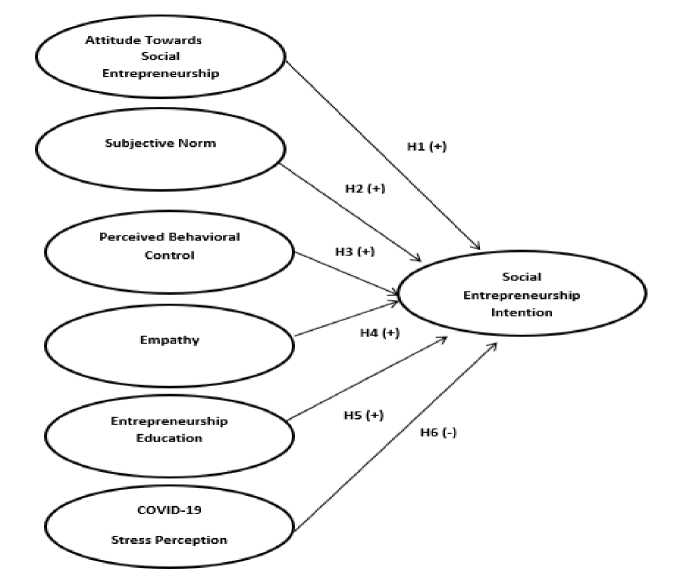 Attitude Towards
Social
Entrepreneurship
H1 (+)
Subjective Norm
H2 (+)
Perceived Behavioral
Control
H3 (+)
Social
Entrepreneurship
Intention
Empathy
H4 (+)
Entrepreneurship
Education
H5 (+)
H6 (-)
COVID-19
Stress Perception